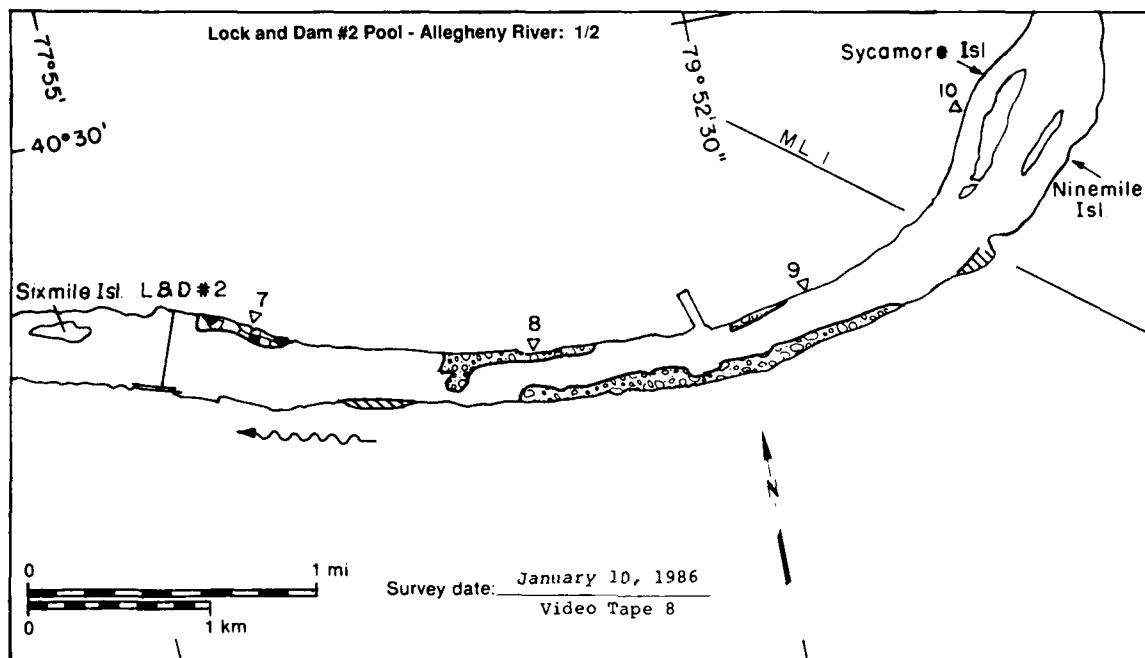 Lock and Dam #2 Pool - Allegheny River: 1/2
77°55'
40°30'
79°52'30"
Sycamore Isl
10
ML 1
Ninemile
Isl
9
Sixmile Isl. L&D #2
7
8
N
0 1 mi
0 1 km
Survey date: January 10, 1986
Video Tape 8